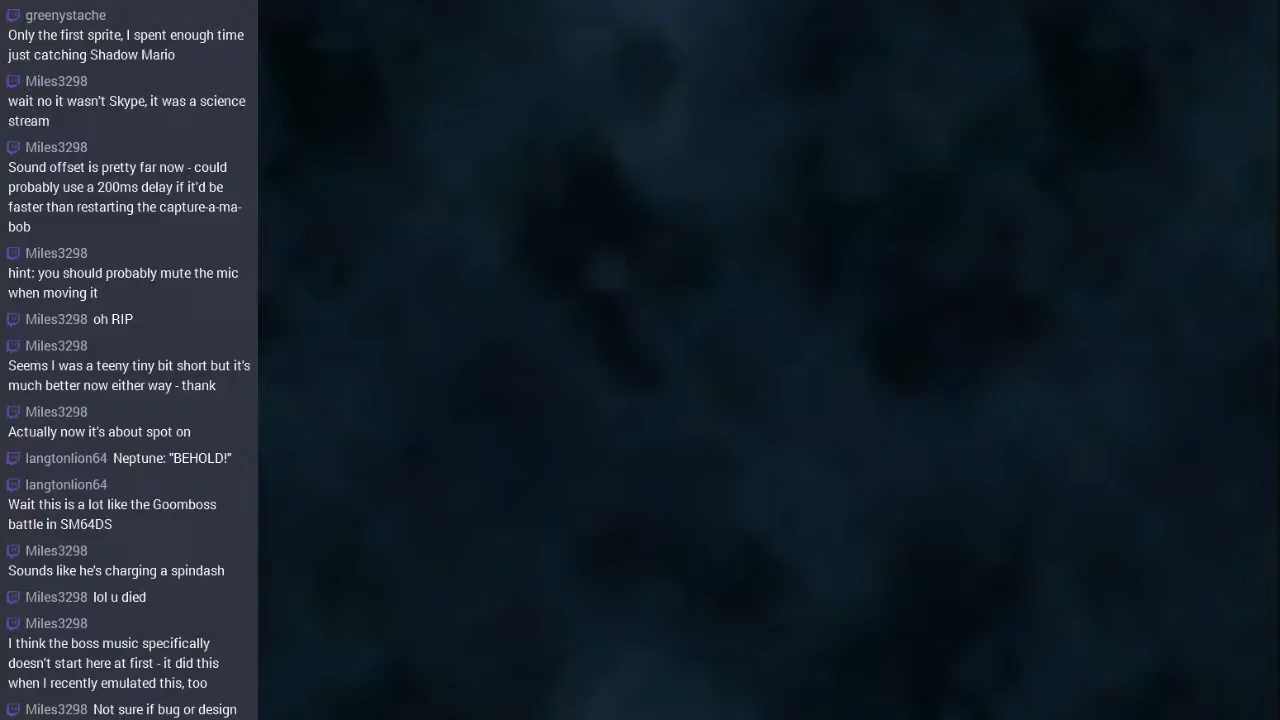 greenystache
Only the first sprite, I spent enough time
just catching Shadow Mario
Miles3298
wait no it wasn't Skype, it was a science
stream
Miles3298
Sound offset is pretty far now - could
probably use a 200ms delay if it'd be
faster than restarting the capture-a-ma-
bob
Miles3298
hint: you should probably mute the mic
when moving it
Miles3298 oh RIP
Miles3298
Seems I was a teeny tiny bit short but it's
much better now either way - thank
Miles3298
Actually now it's about spot on
langtonlion64 Neptune: "BEHOLD!"
langtonlion64
Wait this is a lot like the Goomboss
battle in SM64DS
Miles3298
Sounds like he's charging a spindash
Miles3298 lol u died
Miles3298
I think the boss music specifically
doesn't start here at first - it did this
when I recently emulated this, too
Miles3298 Not sure if bug or design